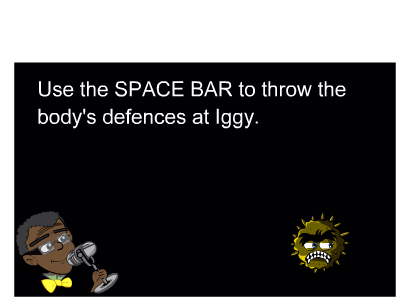 Use the SPACE BAR to throw the
body's defences at Iggy.